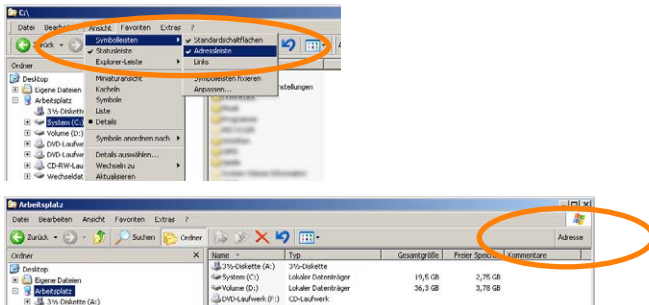 C:\
Datei Bearbeiten Ansicht Favoriten Extras ?
Zurück
Symbolleisten
Standardschaltflächen
Statusleiste
Adressleiste
Explorer-Leiste
Links
Ordner
Symbolleisten fixieren
Anpassen...
Desktop
Miniaturansicht
Eigene Dateien
Kacheln
Arbeitsplatz
Symbole
3½-Diskette
Liste
System (C:)
Details
Volume (D:)
DVD-Laufwer
Symbole anordnen nach
DVD-Laufwe
Details auswählen...
CD-RW-Lau
Wechseln zu
Wechseldat
Aktualisieren
Arbeitsplatz
Datei Bearbeiten Ansicht Favoriten Extras ?
Zurück Suchen Ordner Adresse
Ordner X Name Typ Gesamtgröße Freier Speich Kommentare
Desktop
Eigene Dateien
Arbeitsplatz
3½-Diskette (A:)
3½-Diskette (A:) 3½-Diskette
System (C:) Lokaler Datenträger 19,5 GB 2,75 GB
Volume (D:) Lokaler Datenträger 36,3 GB 3,78 GB
DVD-Laufwerk (F:) CD-Laufwerk